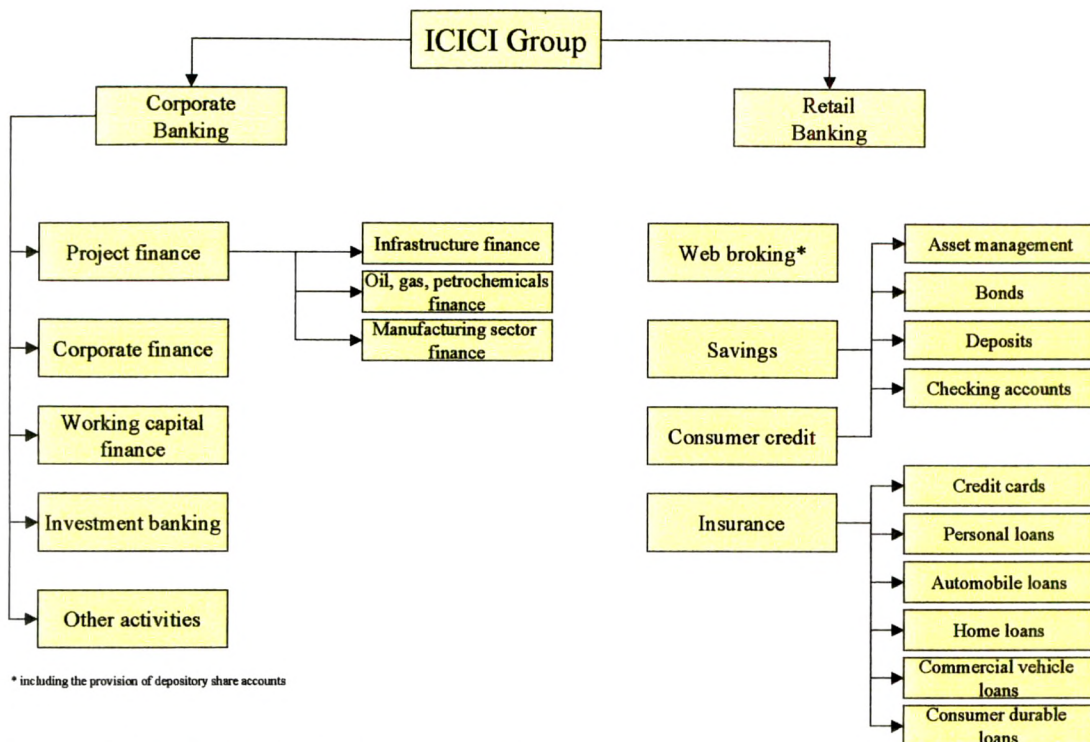 ICICI Group
Corporate
Banking
Retail
Banking
Project finance
Corporate finance
Working capital
finance
Investment banking
Other activities
Infrastructure finance
Oil, gas, petrochemicals
finance
Manufacturing sector
finance
Web broking*
Savings
Consumer credit
Insurance
Asset management
Bonds
Deposits
Checking accounts
Credit cards
Personal loans
Automobile loans
Home loans
Commercial vehicle
loans
Consumer durable
loans
* including the provision of depository share accounts